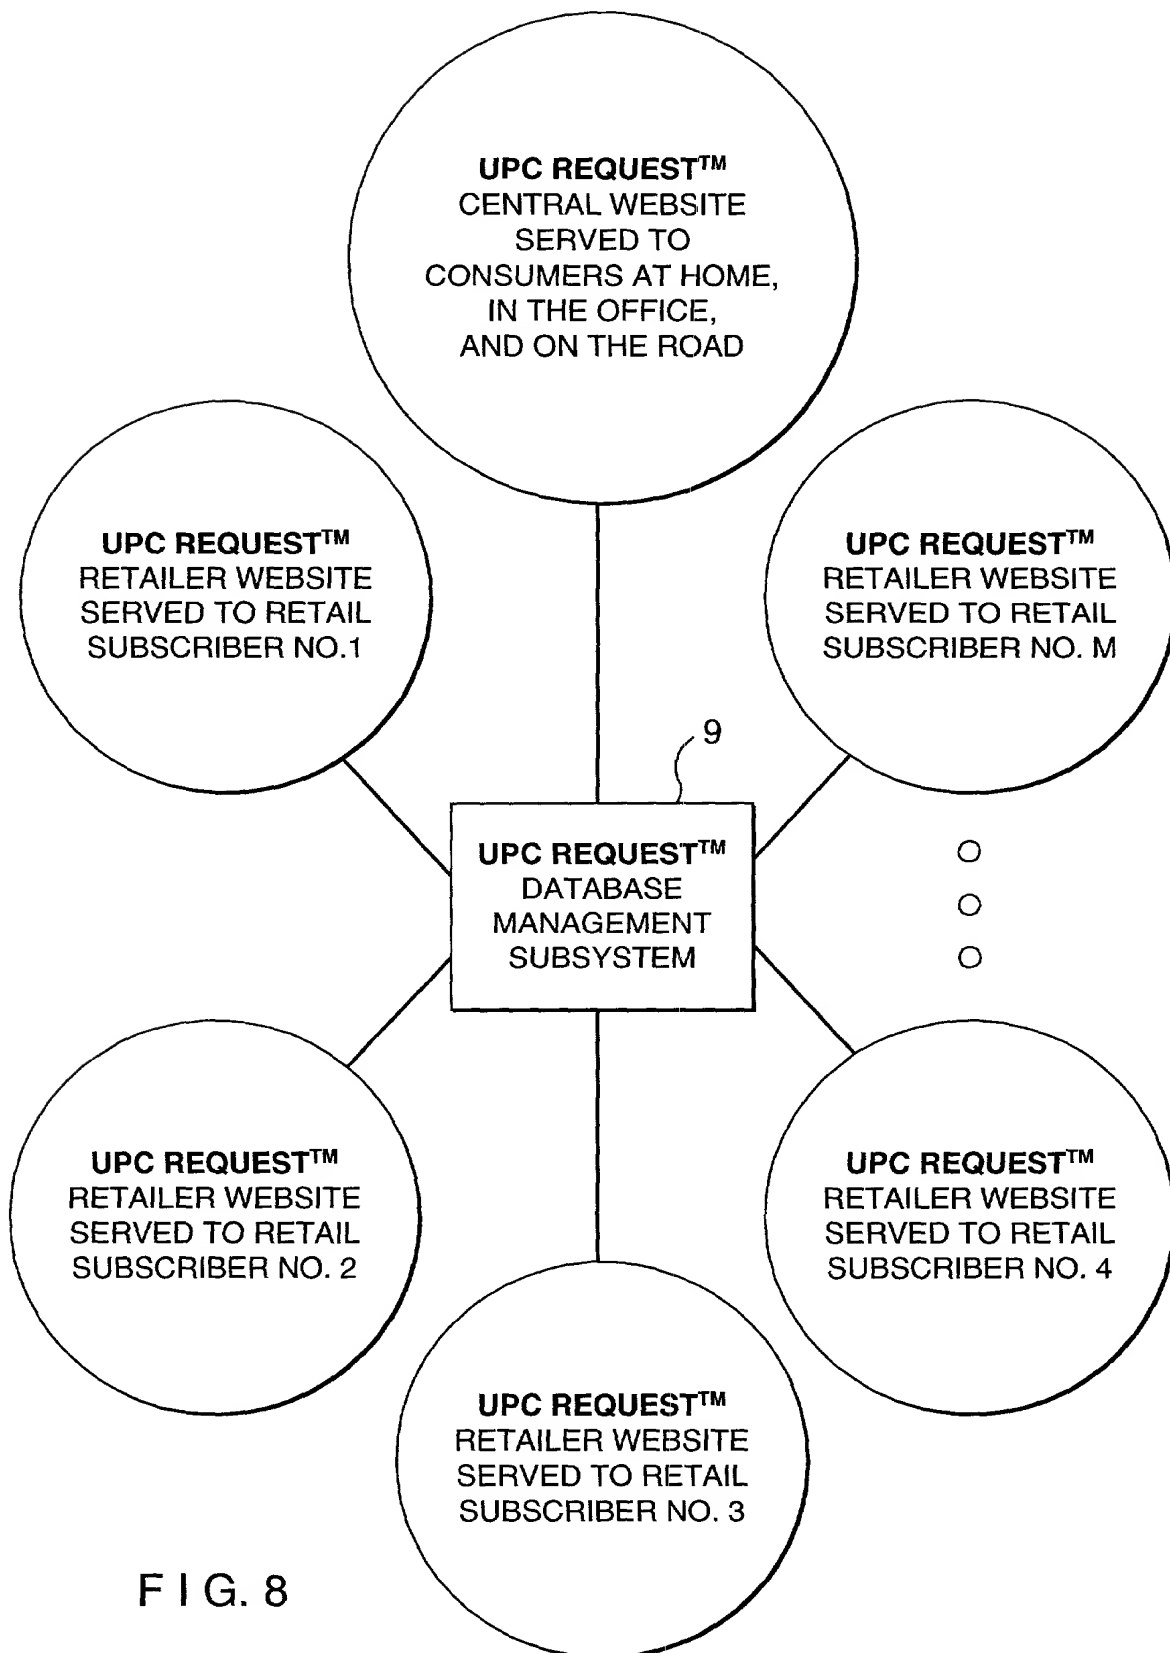 UPC REQUEST™
CENTRAL WEBSITE
SERVED TO
CONSUMERS AT HOME,
IN THE OFFICE,
AND ON THE ROAD
UPC REQUEST™
RETAILER WEBSITE
SERVED TO RETAIL
SUBSCRIBER NO.1
UPC REQUEST™
RETAILER WEBSITE
SERVED TO RETAIL
SUBSCRIBER NO. M
9
UPC REQUEST™
DATABASE
MANAGEMENT
SUBSYSTEM
UPC REQUEST™
RETAILER WEBSITE
SERVED TO RETAIL
SUBSCRIBER NO. 2
UPC REQUEST™
RETAILER WEBSITE
SERVED TO RETAIL
SUBSCRIBER NO. 4
UPC REQUEST™
RETAILER WEBSITE
SERVED TO RETAIL
SUBSCRIBER NO. 3
FIG. 8